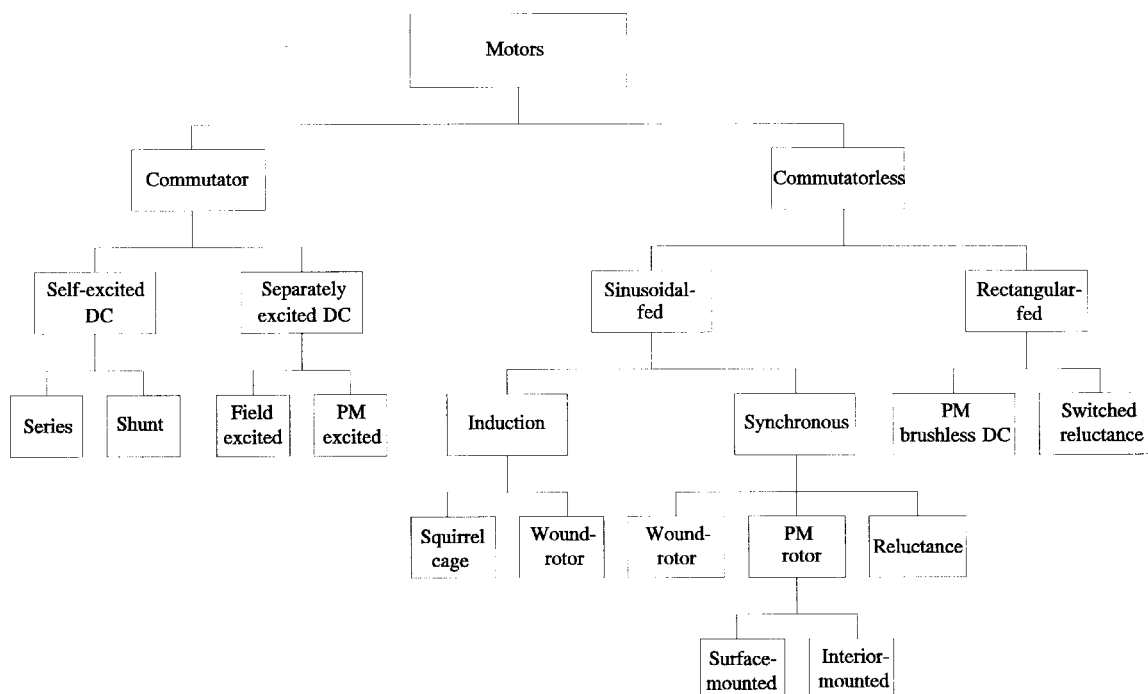 Motors
Commutator
Commutatorless
Self-excited
DC
Separately
excited DC
Sinusoidal-
fed
Rectangular-
fed
Series
Shunt
Field
excited
PM
excited
Induction
Synchronous
PM
brushless DC
Switched
reluctance
Squirrel
cage
Wound-
rotor
Wound-
rotor
PM
rotor
Reluctance
Surface-
mounted
Interior-
mounted